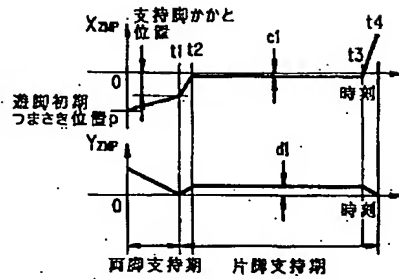 支持脚かかと
位置
XZMP
t1
t2
c1
t3
t4
0
時刻
遊脚初期
つまさき位置p
YZMP
d1
0
時刻
両脚支持期
片脚支持期